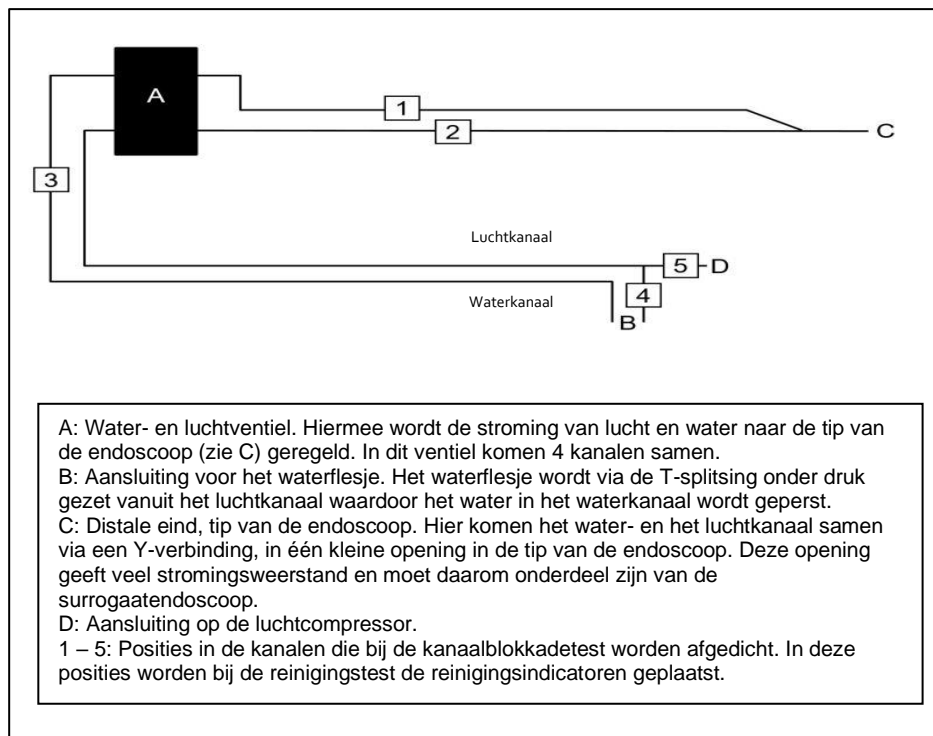 A
1
2
C
3
Luchtkanaal
5
D
4
Waterkanaal
B
A: Water- en luchtventiel. Hiermee wordt de stroming van lucht en water naar de tip van
de endoscoop (zie C) geregeld. In dit ventiel komen 4 kanalen samen.
B: Aansluiting voor het waterflesje. Het waterflesje wordt via de T-splitsing onder druk
gezet vanuit het luchtkanaal waardoor het water in het waterkanaal wordt geperst.
C: Distale eind, tip van de endoscoop. Hier komen het water- en het luchtkanaal samen
via een Y-verbinding, in één kleine opening in de tip van de endoscoop. Deze opening
geeft veel stromingsweerstand en moet daarom onderdeel zijn van de
surrogaatendoscoop.
D: Aansluiting op de luchtcompressor.
1 – 5: Posities in de kanalen die bij de kanaalblokkadetest worden afgedicht. In deze
posities worden bij de reinigingstest de reinigingsindicatoren geplaatst.